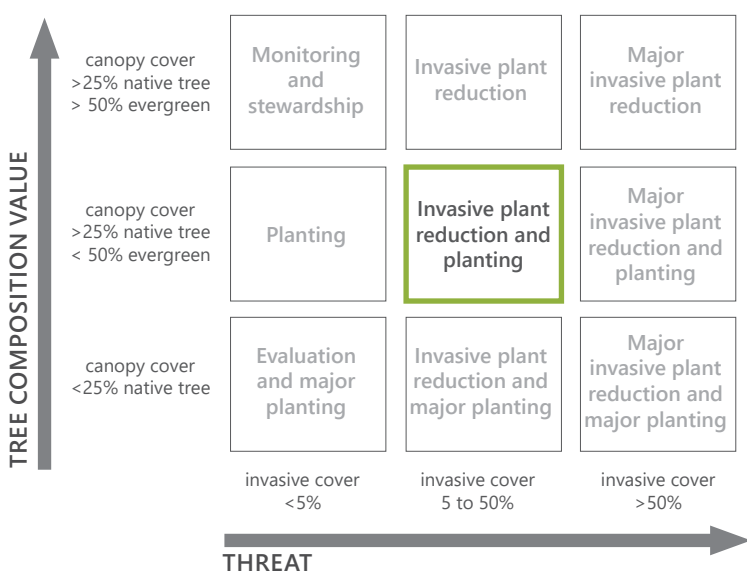 TREE COMPOSITION VALUE
canopy cover
>25% native tree
> 50% evergreen
Monitoring
and
stewardship
Invasive plant
reduction
Major
invasive plant
reduction
canopy cover
>25% native tree
< 50% evergreen
Planting
Invasive plant
reduction and
planting
Major
invasive plant
reduction and
planting
canopy cover
<25% native tree
Evaluation
and major
planting
Invasive plant
reduction and
major planting
Major
invasive plant
reduction and
major planting
invasive cover
<5%
invasive cover
5 to 50%
invasive cover
>50%
THREAT